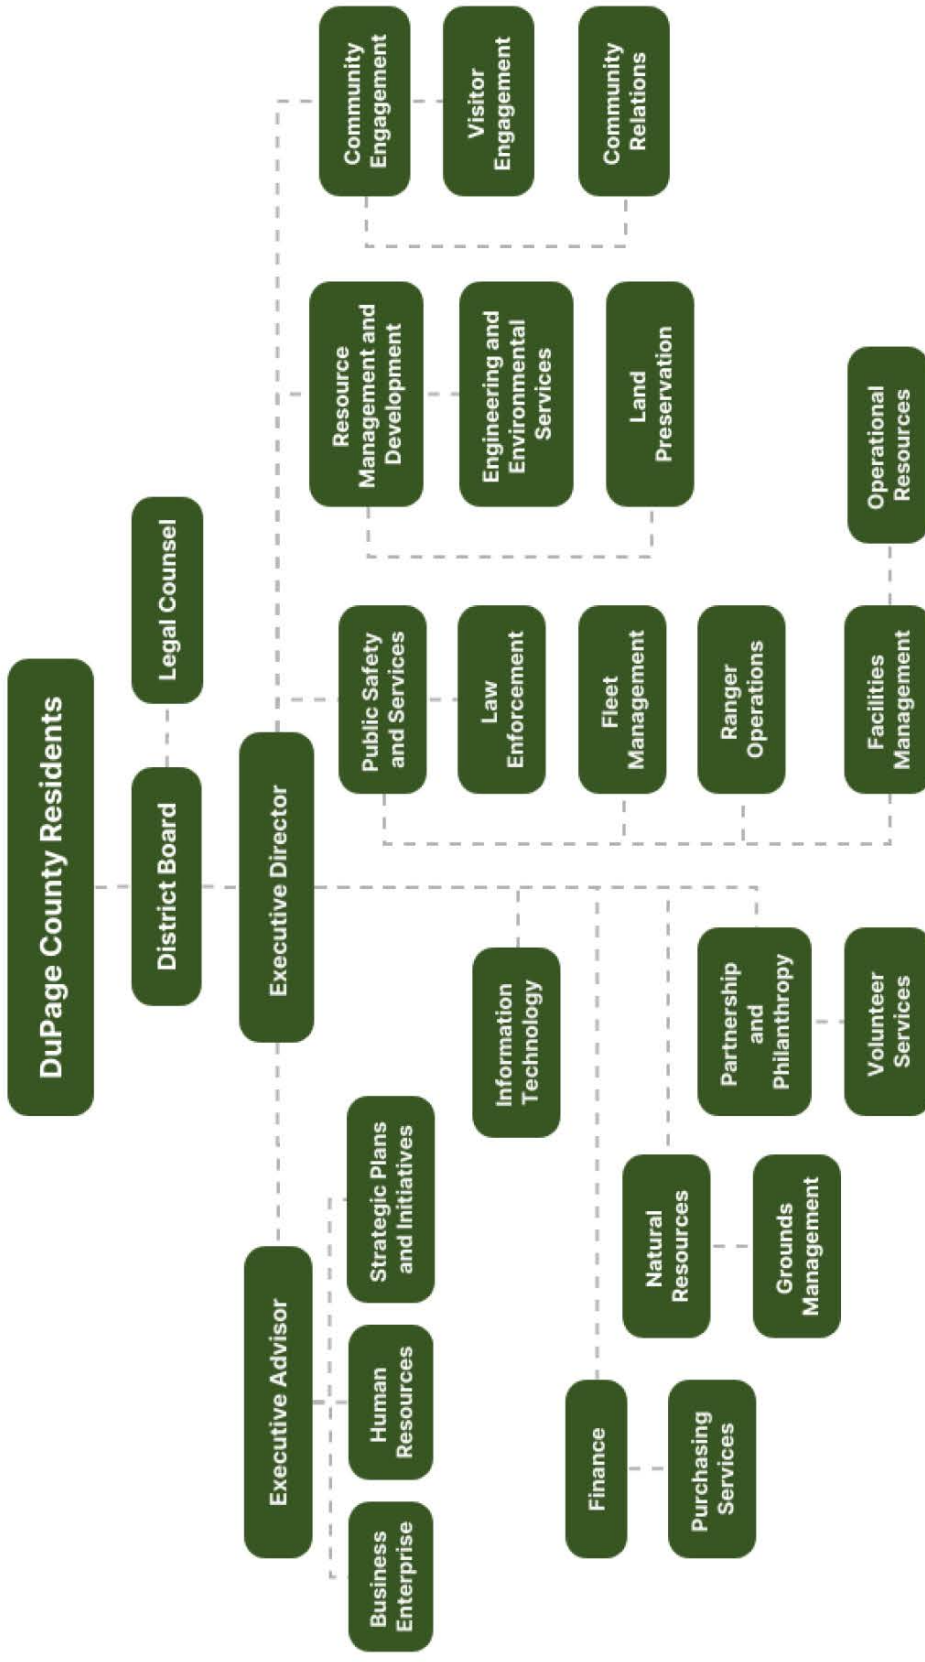 DuPage County Residents
District Board
Legal Counsel
Executive Director
Executive Advisor
Business
Enterprise
Human
Resources
Strategic Plans
and Initiatives
Information
Technology
Finance
Purchasing
Services
Natural
Resources
Grounds
Management
Partnership
and
Philanthropy
Volunteer
Services
Public Safety
and Services
Law
Enforcement
Fleet
Management
Ranger
Operations
Facilities
Management
Operational
Resources
Resource
Management and
Development
Engineering and
Environmental
Services
Land
Preservation
Community
Engagement
Visitor
Engagement
Community
Relations